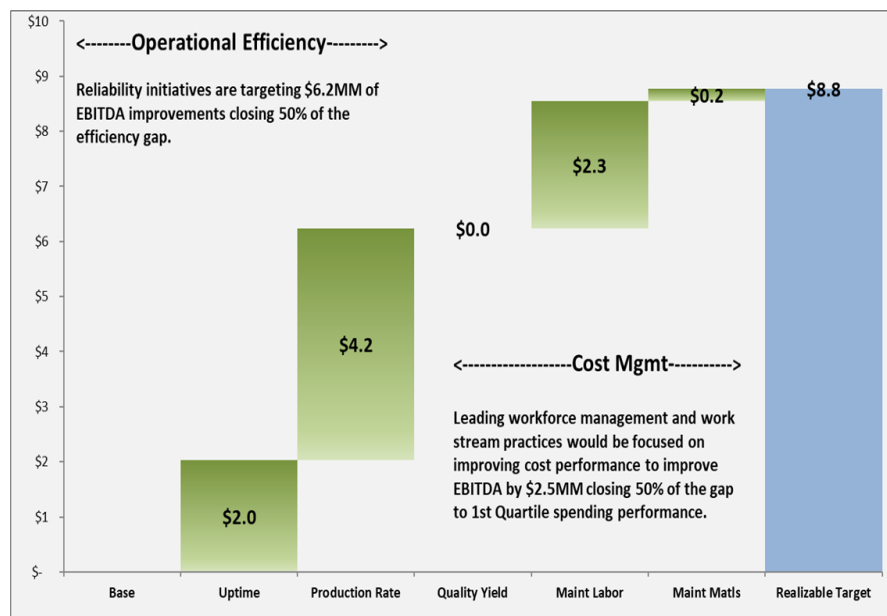 $10
<--------Operational Efficiency-------->
$9
Reliability initiatives are targeting $6.2MM of
EBITDA improvements closing 50% of the
efficiency gap.
$0.2
$8.8
$8
$2.3
$7
$0.0
$6
$5
$4.2
$4
<-------------------Cost Mgmt----------->
$3
Leading workforce management and work
stream practices would be focused on
improving cost performance to improve
EBITDA by $2.5MM closing 50% of the gap
to 1st Quartile spending performance.
$2
$2.0
$1
$-
Base
Uptime
Production Rate
Quality Yield
Maint Labor
Maint Matls
Realizable Target